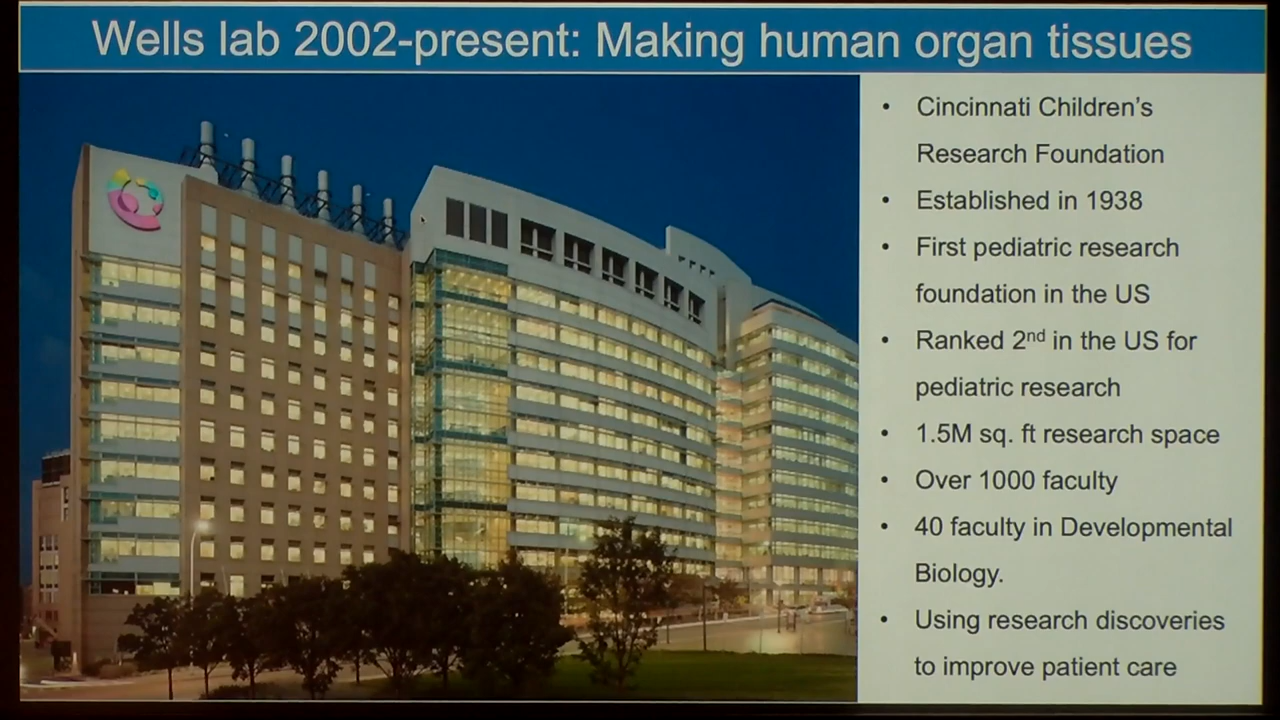 Wells lab 2002-present: Making human organ tissues
• Cincinnati Children's
Research Foundation
• Established in 1938
• First pediatric research
foundation in the US
• Ranked 2nd in the US for
pediatric research
• 1.5M sq. ft research space
• Over 1000 faculty
• 40 faculty in Developmental
Biology.
• Using research discoveries
to improve patient care